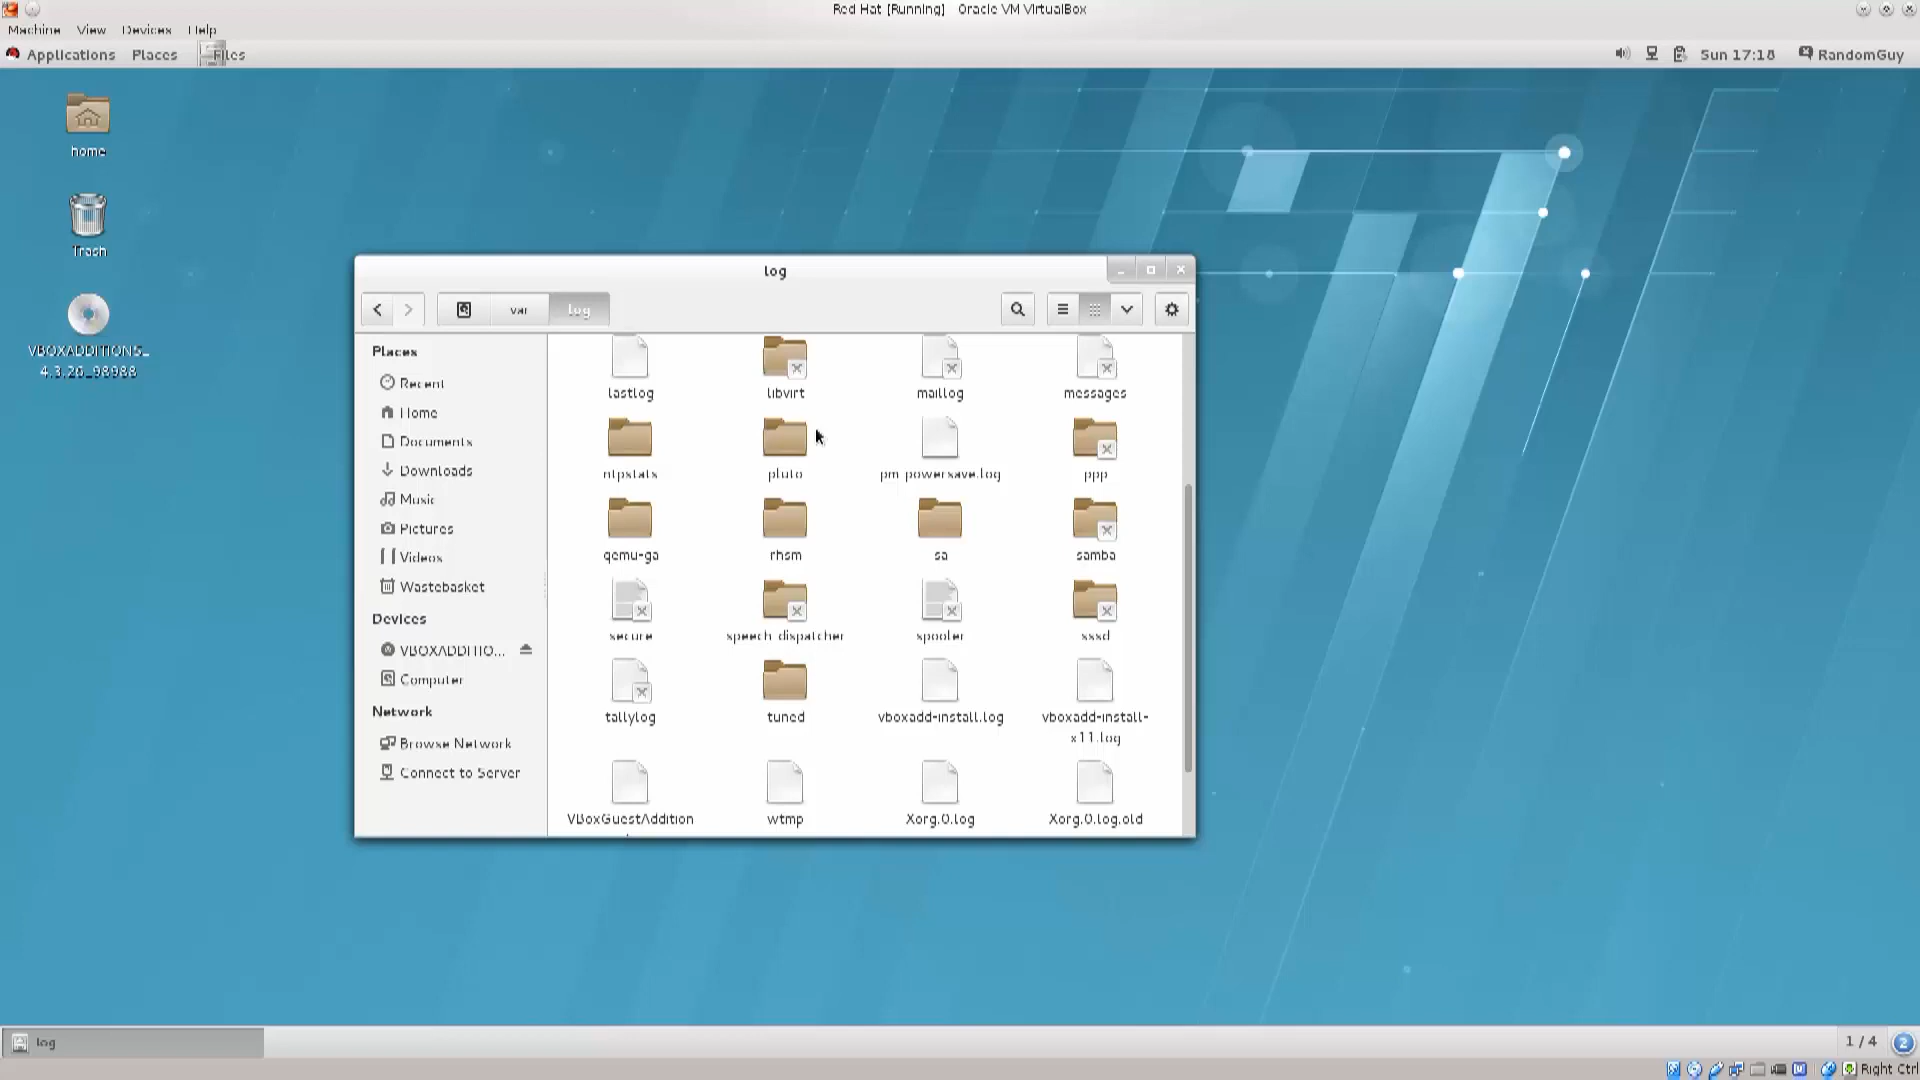 Red Hat [Running] Oracle VM VirtualBox
Machine View Devices Help
Applications Places Files
Sun 17:18 RandomGuy
home
Trash
VBOXADDITIONS_
4.3.26_98988
log
var log
Places
Recent
Home
Documents
Downloads
Music
Pictures
Videos
Wastebasket
Devices
VBOXADDITIO...
Computer
Network
Browse Network
Connect to Server
lastlog libvirt maillog messages
ntpstats pluto pm powersave.log ppp
qemu-ga rhsm sa samba
secure speech dispatcher spooler sssd
tallylog tuned vboxadd-install.log vboxadd-install-
x11.log
VBoxGuestAddition wtmp Xorg.0.log Xorg.0.log.old
log
1 / 4 2
Right Ctrl